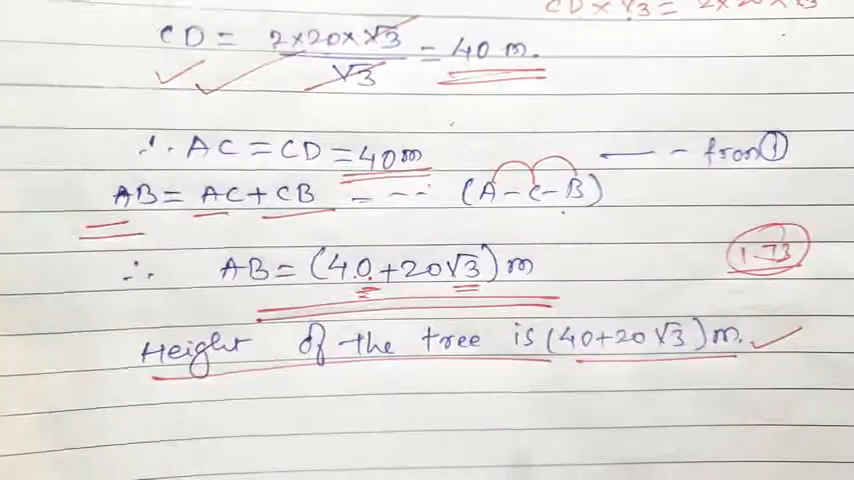 CD × √3 = 2×20×√3
CD = 2×20×√3 / √3 = 40 m.
∴ AC = CD = 40m ← - from ①
AB = AC + CB - - - (A - C - B)
∴ AB = (40 + 20√3) m
1.73
Height of the tree is (40+20√3) m.